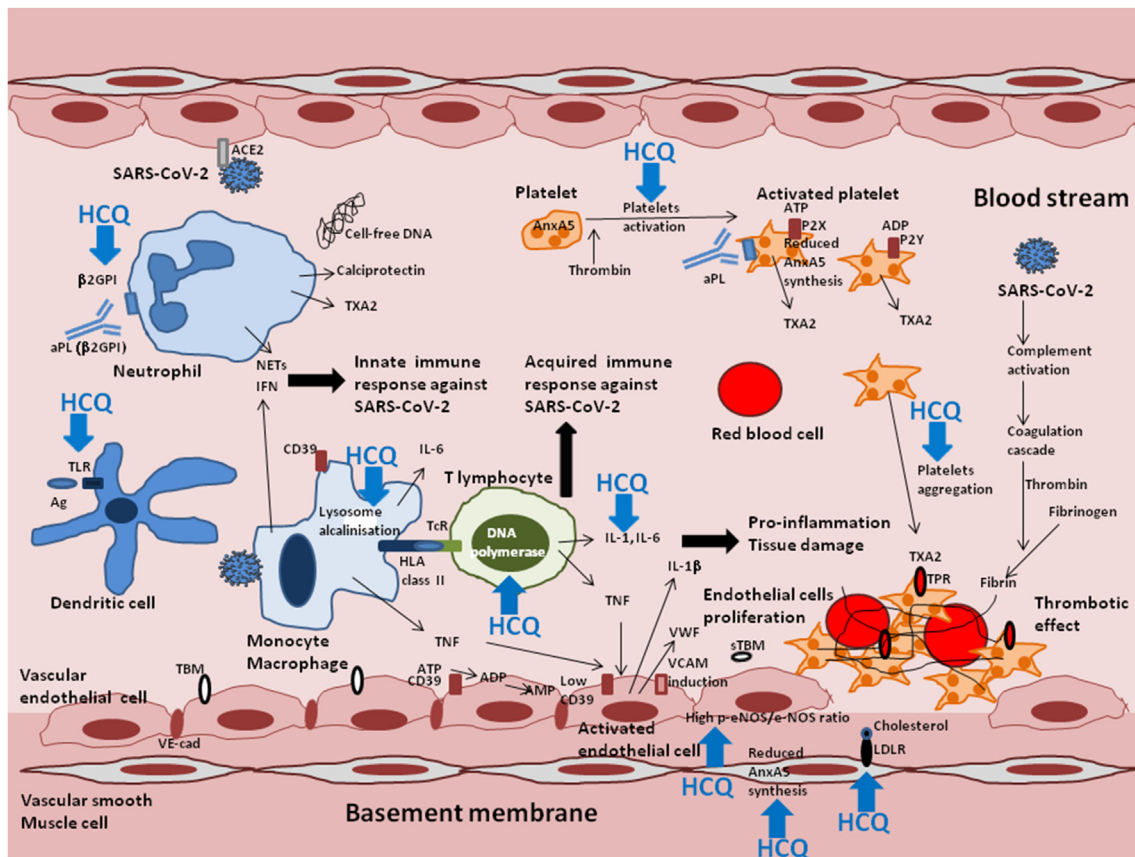 ACE2
SARS-CoV-2
HCQ
β2GPI
aPL (β2GPI)
Neutrophil
Cell-free DNA
Calciprotectin
TXA2
NETs
IFN
Innate immune
response against
SARS-CoV-2
Acquired immune
response against
SARS-CoV-2
HCQ
Platelet
AnxA5
Platelets
activation
Thrombin
Activated platelet
ATP
P2X
Reduced
AnxA5
synthesis
aPL
TXA2
ADP
P2Y
TXA2
Blood stream
SARS-CoV-2
Complement
activation
Coagulation
cascade
Thrombin
Fibrinogen
Fibrin
Thrombotic
effect
Red blood cell
HCQ
Platelets
aggregation
TXA2
TPR
HCQ
TLR
Ag
Dendritic cell
CD39
HCQ
IL-6
Lysosome
alcalinisation
Monocyte
Macrophage
HLA
class II
TcR
T lymphocyte
DNA
polymerase
HCQ
HCQ
IL-1, IL-6
Pro-inflammation
Tissue damage
TNF
TNF
IL-1β
VWF
VCAM
induction
Endothelial cells
proliferation
sTBM
Vascular
endothelial cell
TBM
VE-cad
ATP
CD39
ADP
AMP
Low
CD39
Activated
endothelial cell
High p-eNOS/e-NOS ratio
HCQ
Reduced
AnxA5
synthesis
HCQ
Cholesterol
LDLR
HCQ
Vascular smooth
Muscle cell
Basement membrane